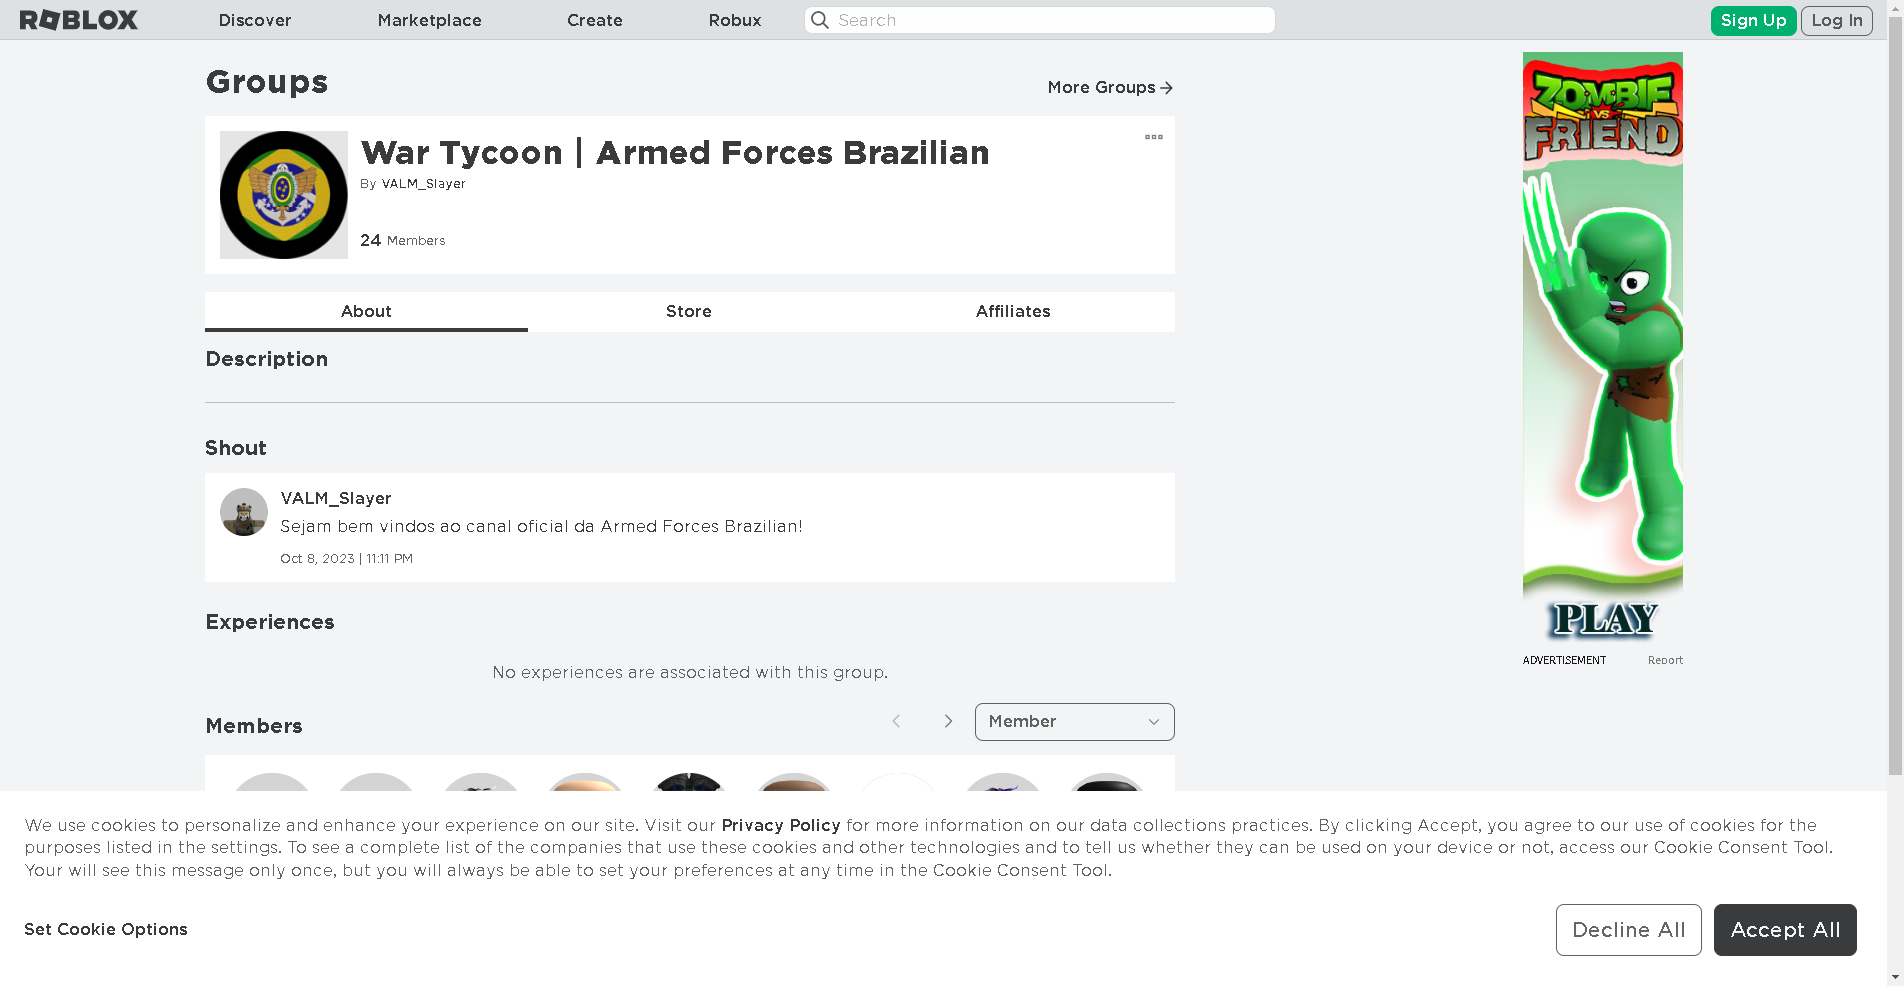 ROBLOX
Discover
Marketplace
Create
Robux
Search
Sign Up
Log In
Groups
More Groups
War Tycoon | Armed Forces Brazilian
By VALM_Slayer
24 Members
About
Store
Affiliates
Description
Shout
VALM_Slayer
Sejam bem vindos ao canal oficial da Armed Forces Brazilian!
Oct 8, 2023 | 11:11 PM
Experiences
No experiences are associated with this group.
Members
Member
ZOMBIE
VS
FRIEND
PLAY
ADVERTISEMENT
Report
We use cookies to personalize and enhance your experience on our site. Visit our Privacy Policy for more information on our data collections practices. By clicking Accept, you agree to our use of cookies for the
purposes listed in the settings. To see a complete list of the companies that use these cookies and other technologies and to tell us whether they can be used on your device or not, access our Cookie Consent Tool.
Your will see this message only once, but you will always be able to set your preferences at any time in the Cookie Consent Tool.
Set Cookie Options
Decline All
Accept All